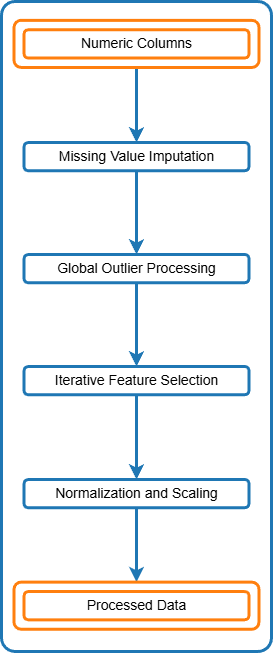 Numeric Columns
Missing Value Imputation
Global Outlier Processing
Iterative Feature Selection
Normalization and Scaling
Processed Data